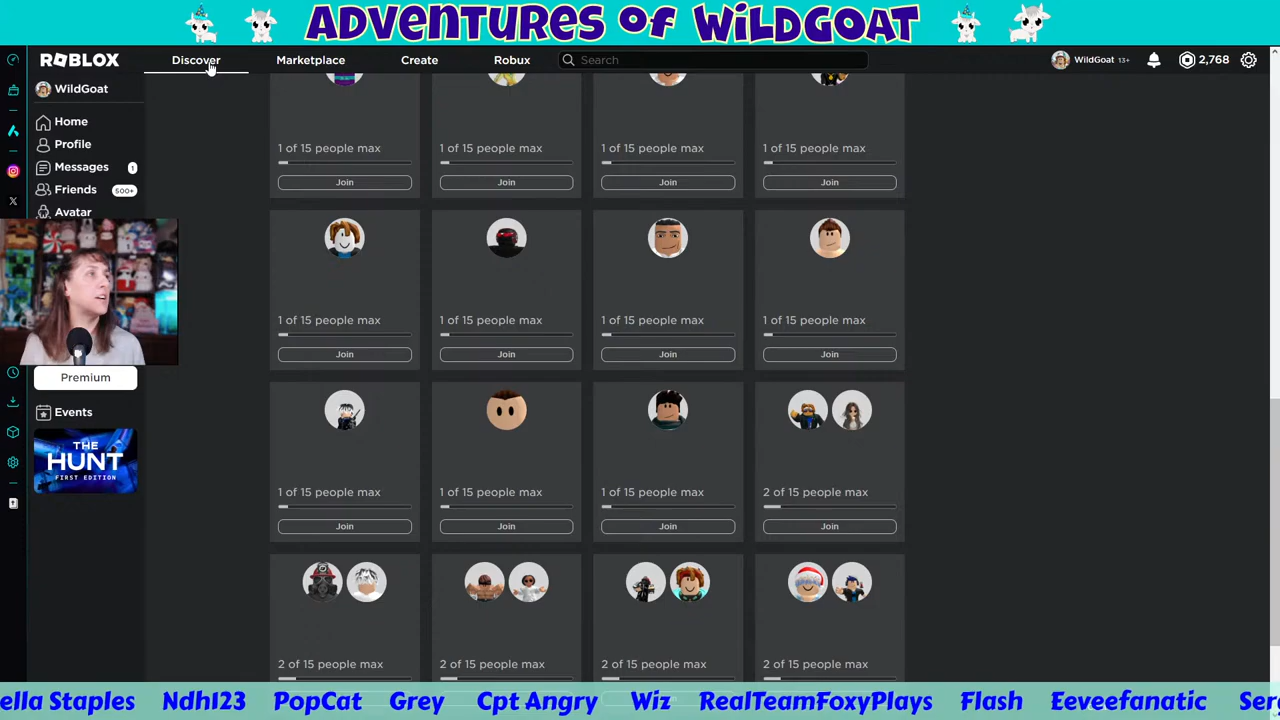 ADVENTURES OF WILDGOAT
ROBLOX Discover Marketplace Create Robux Search WildGoat 13+ 2,768
WildGoat
Home
Profile
Messages 1
Friends 500+
Avatar
Premium
Events
THE
HUNT
FIRST EDITION
1 of 15 people max 1 of 15 people max 1 of 15 people max 1 of 15 people max
Join Join Join Join
1 of 15 people max 1 of 15 people max 1 of 15 people max 1 of 15 people max
Join Join Join Join
1 of 15 people max 1 of 15 people max 1 of 15 people max 2 of 15 people max
Join Join Join Join
2 of 15 people max 2 of 15 people max 2 of 15 people max 2 of 15 people max
ella Staples Ndh123 PopCat Grey Cpt Angry Wiz RealTeamFoxyPlays Flash Eeveefanatic Ser